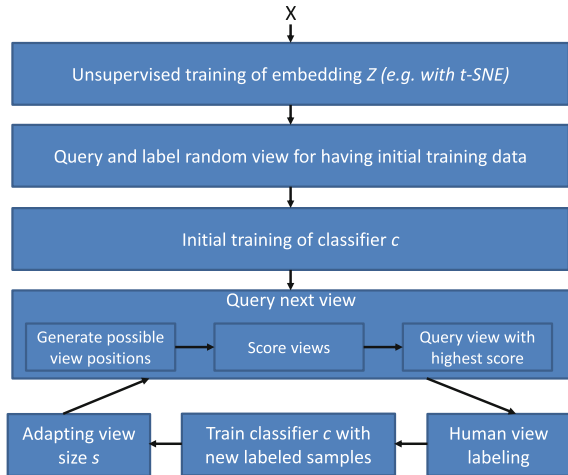 X
Unsupervised training of embedding Z (e.g. with t-SNE)
Query and label random view for having initial training data
Initial training of classifier c
Query next view
Generate possible
view positions
Score views
Query view with
highest score
Adapting view
size s
Train classifier c with
new labeled samples
Human view
labeling